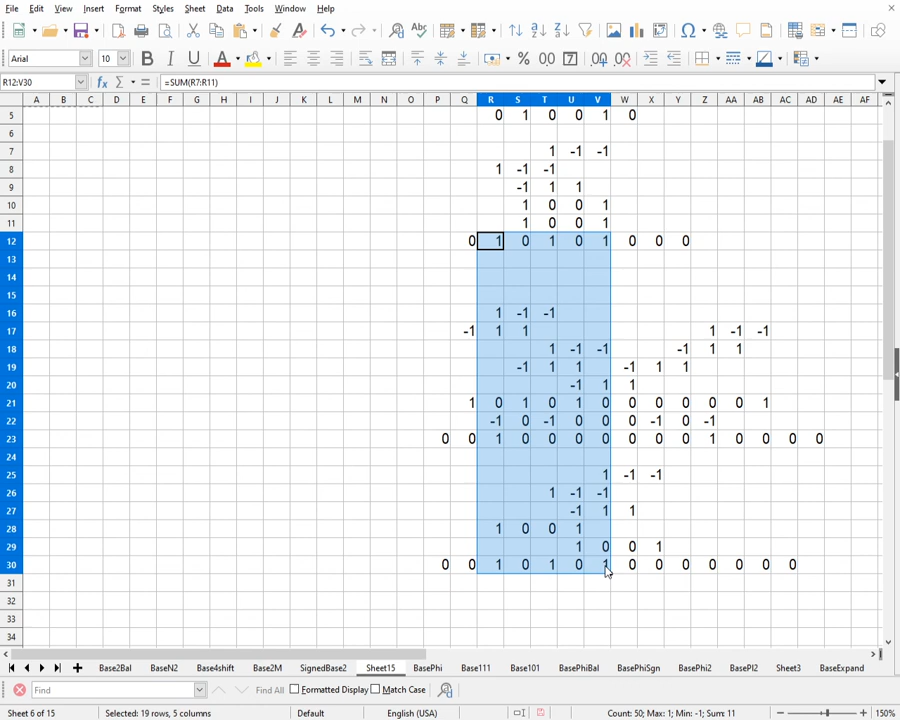 File Edit View Insert Format Styles Sheet Data Tools Window Help
Arial 10
R12:V30 =SUM(R7:R11)
A B C D E F G H I J K L M N O P Q R S T U V W X Y Z AA AB AC AD AE AF
5 0 1 0 0 1 0
6
7 1 -1 -1
8 1 -1 -1
9 -1 1 1
10 1 0 0 1
11 1 0 0 1
12 0 1 0 1 0 1 0 0 0
13
14
15
16 1 -1 -1
17 -1 1 1 1 -1 -1
18 1 -1 -1 -1 1 1
19 -1 1 1 -1 1 1
20 -1 1 1
21 1 0 1 0 1 0 0 0 0 0 0 1
22 -1 0 -1 0 0 0 -1 0 -1
23 0 0 1 0 0 0 0 0 0 0 1 0 0 0 0
24
25 1 -1 -1
26 1 -1 -1
27 -1 1 1
28 1 0 0 1
29 1 0 0 1
30 0 0 1 0 1 0 1 0 0 0 0 0 0 0
31
32
33
34
Base2Bal BaseN2 Base4shift Base2M SignedBase2 Sheet15 BasePhi Base111 Base101 BasePhiBal BasePhiSgn BasePhi2 BasePI2 Sheet3 BaseExpand
Find Find All Formatted Display Match Case
Sheet 6 of 15 Selected: 19 rows, 5 columns Default English (USA) Count: 50; Max: 1; Min: -1; Sum: 11 150%